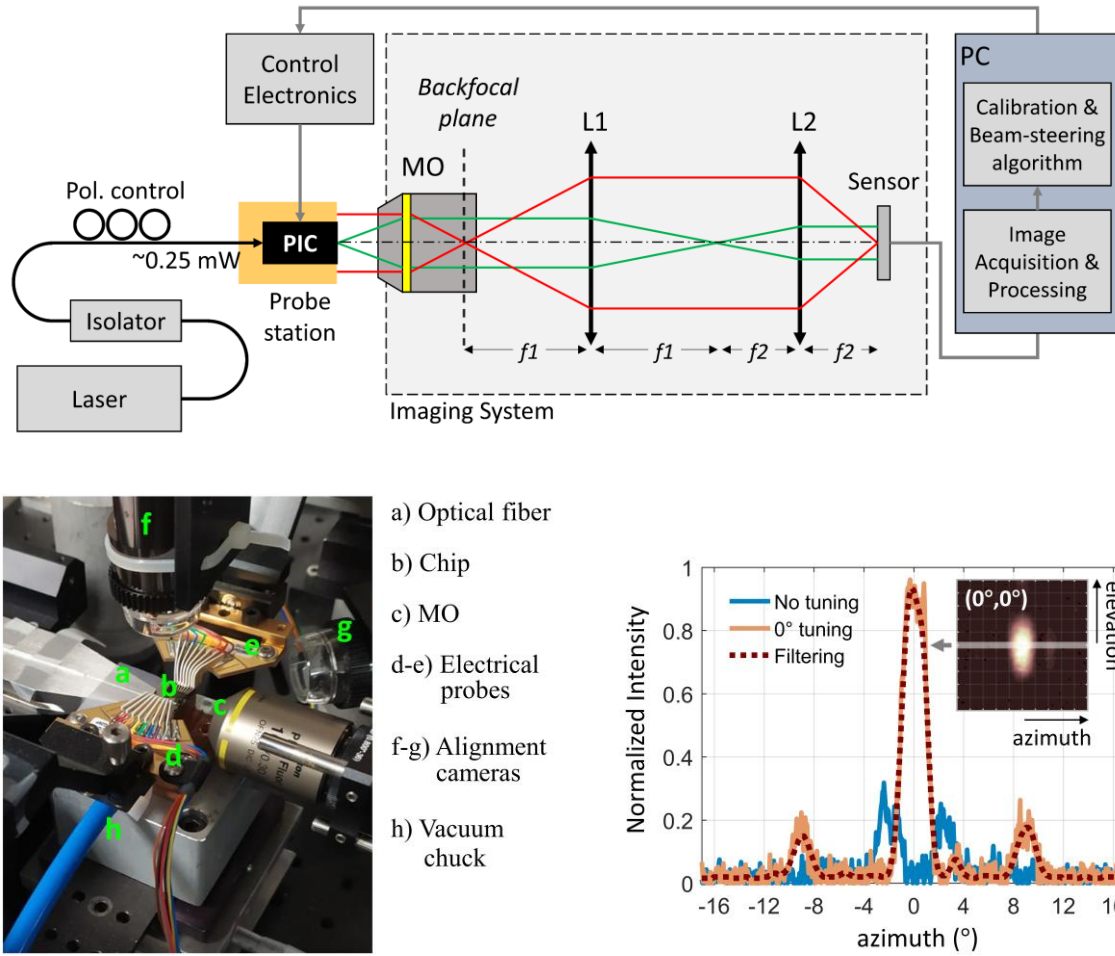 Control
Electronics
Backfocal
plane
MO
L1
L2
Sensor
PC
Calibration &
Beam-steering
algorithm
Image
Acquisition &
Processing
Pol. control
~0.25 mW
PIC
Probe
station
Isolator
Laser
f1
f1
f2
f2
Imaging System
a
b
c
d
e
f
g
h
a) Optical fiber
b) Chip
c) MO
d-e) Electrical
probes
f-g) Alignment
cameras
h) Vacuum
chuck
Normalized Intensity
1
0.8
0.6
0.4
0.2
0
No tuning
0° tuning
Filtering
(0°,0°)
elevation
azimuth
-16
-12
-8
-4
0
4
8
12
azimuth (°)